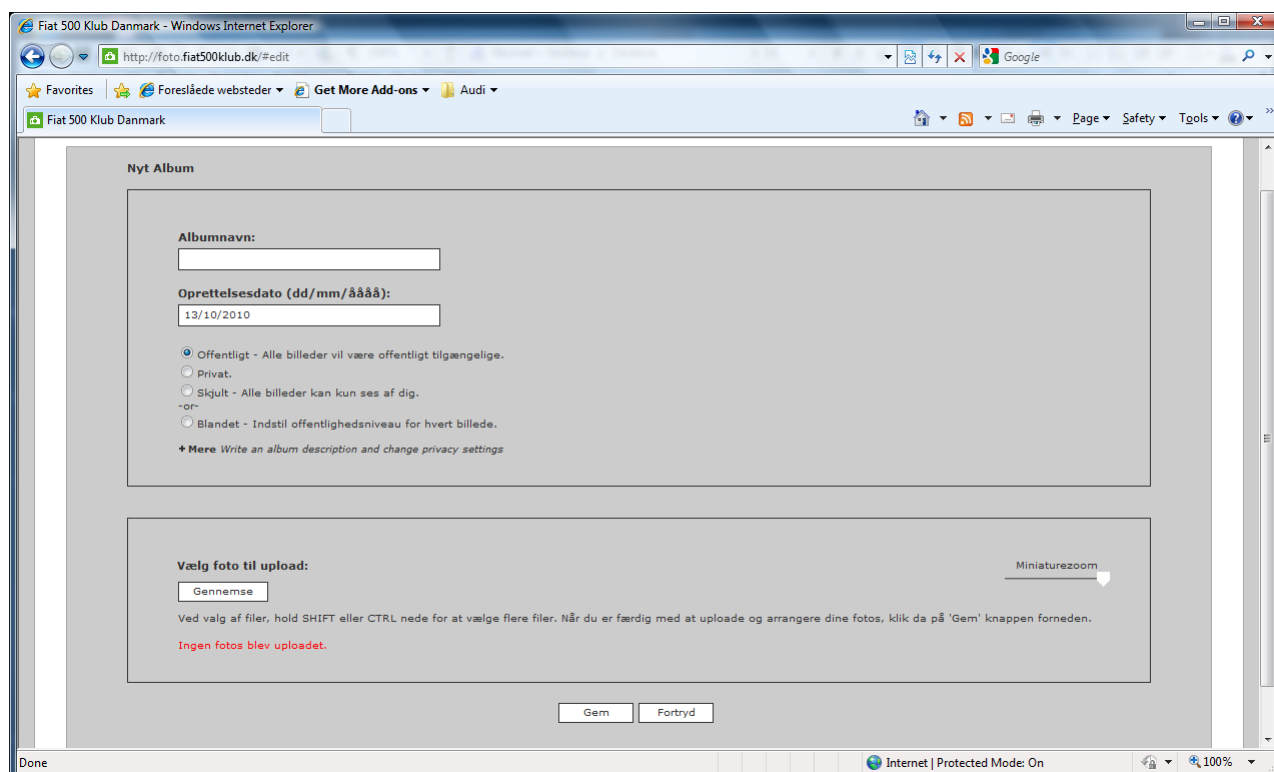 Fiat 500 Klub Danmark - Windows Internet Explorer
http://foto.fiat500klub.dk/#edit
Google
Favorites Foreslåede websteder Get More Add-ons Audi
Fiat 500 Klub Danmark
Page Safety Tools
Nyt Album
Albumnavn:
Oprettelsesdato (dd/mm/åååå):
13/10/2010
Offentligt - Alle billeder vil være offentligt tilgængelige.
Privat.
Skjult - Alle billeder kan kun ses af dig.
-or-
Blandet - Indstil offentlighedsniveau for hvert billede.
+ Mere Write an album description and change privacy settings
Vælg foto til upload:
Miniaturezoom
Gennemse
Ved valg af filer, hold SHIFT eller CTRL nede for at vælge flere filer. Når du er færdig med at uploade og arrangere dine fotos, klik da på 'Gem' knappen forneden.
Ingen fotos blev uploadet.
Gem Fortryd
Done
Internet | Protected Mode: On
100%